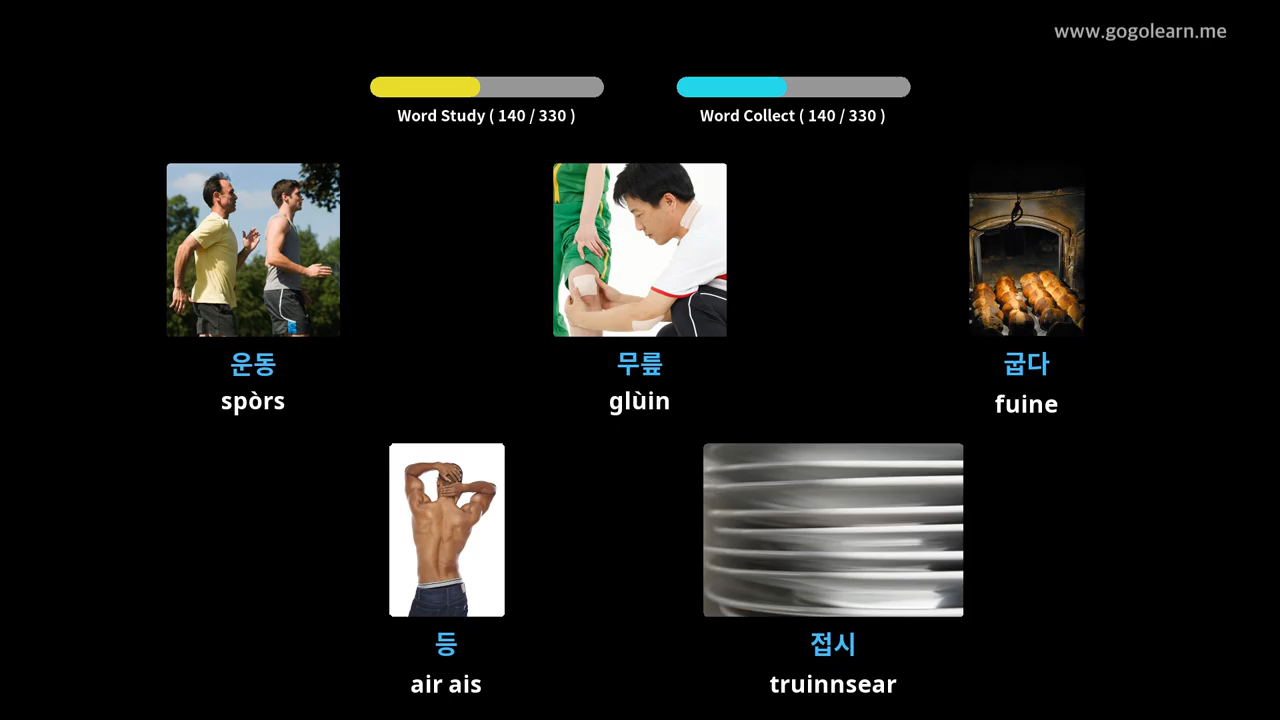 www.gogolearn.me
Word Study ( 140 / 330 )
Word Collect ( 140 / 330 )
운동
spòrs
무릎
glùin
굽다
fuine
등
air ais
접시
truinnsear